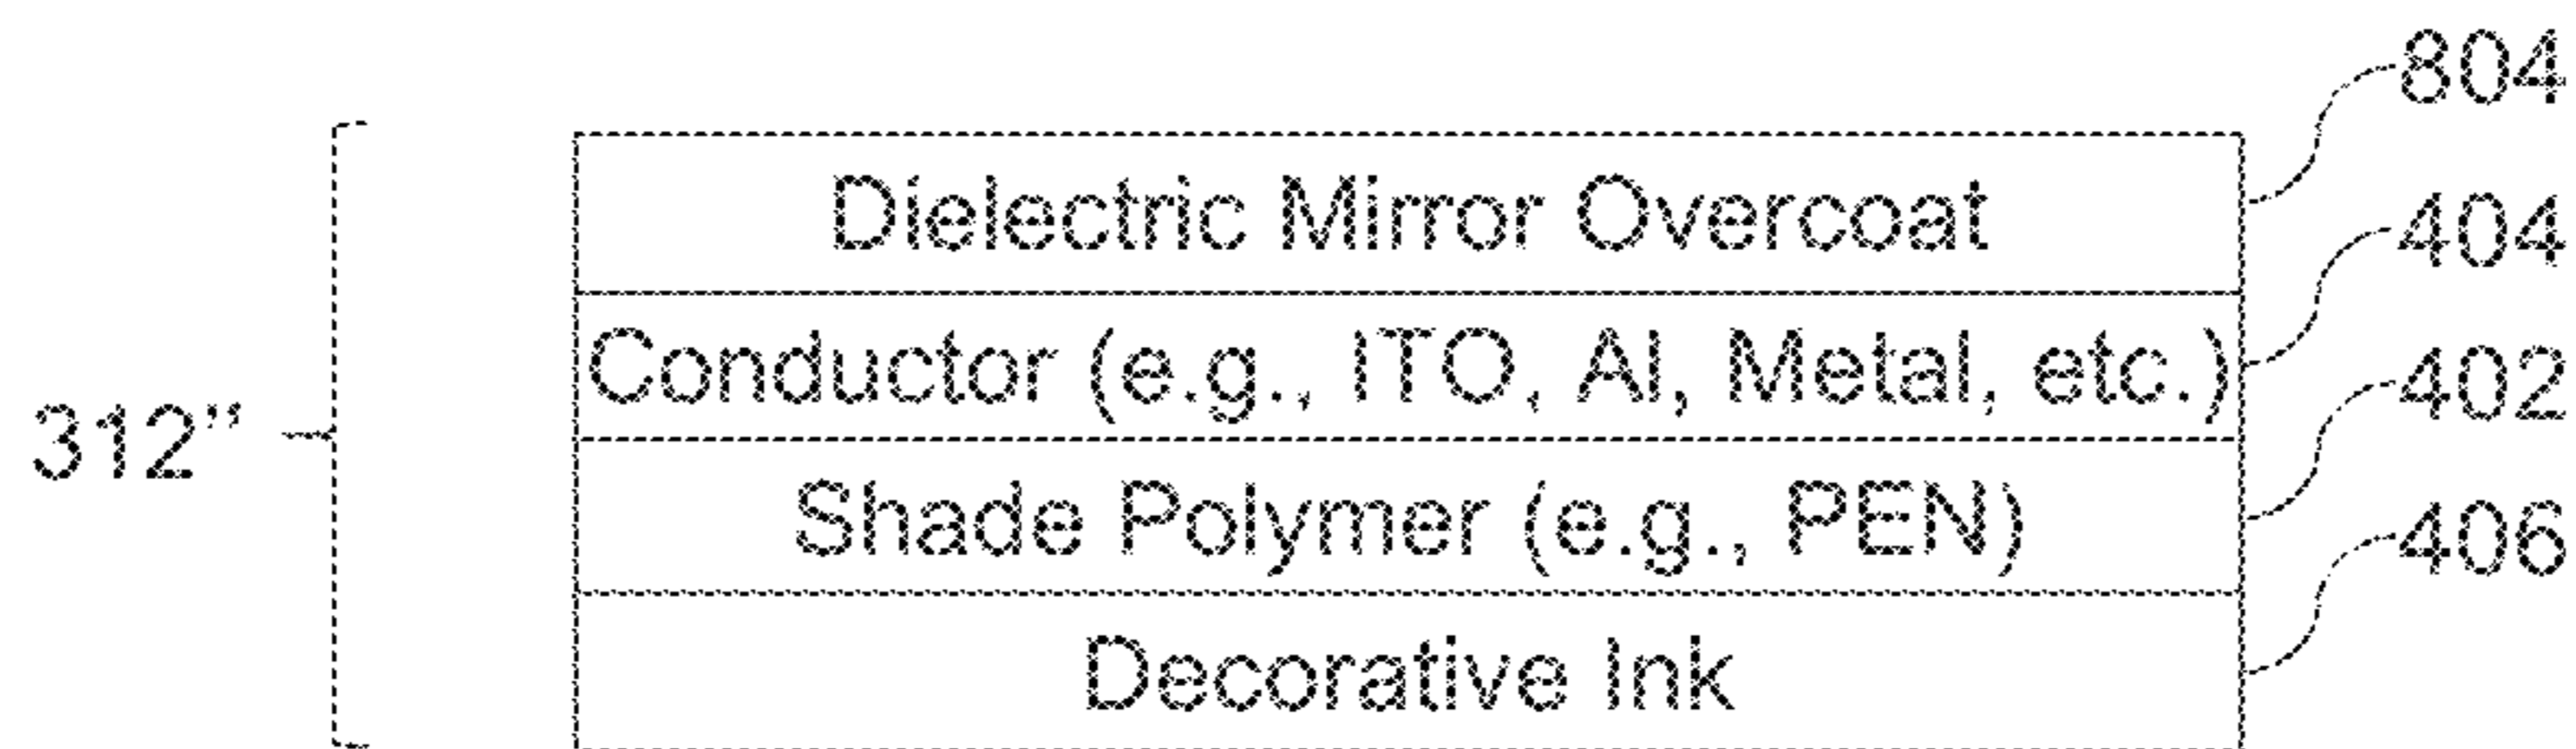 804
Dielectric Mirror Overcoat
404
Conductor (e.g., ITO, Al, Metal, etc.)
402
312”
Shade Polymer (e.g., PEN)
406
Decorative Ink